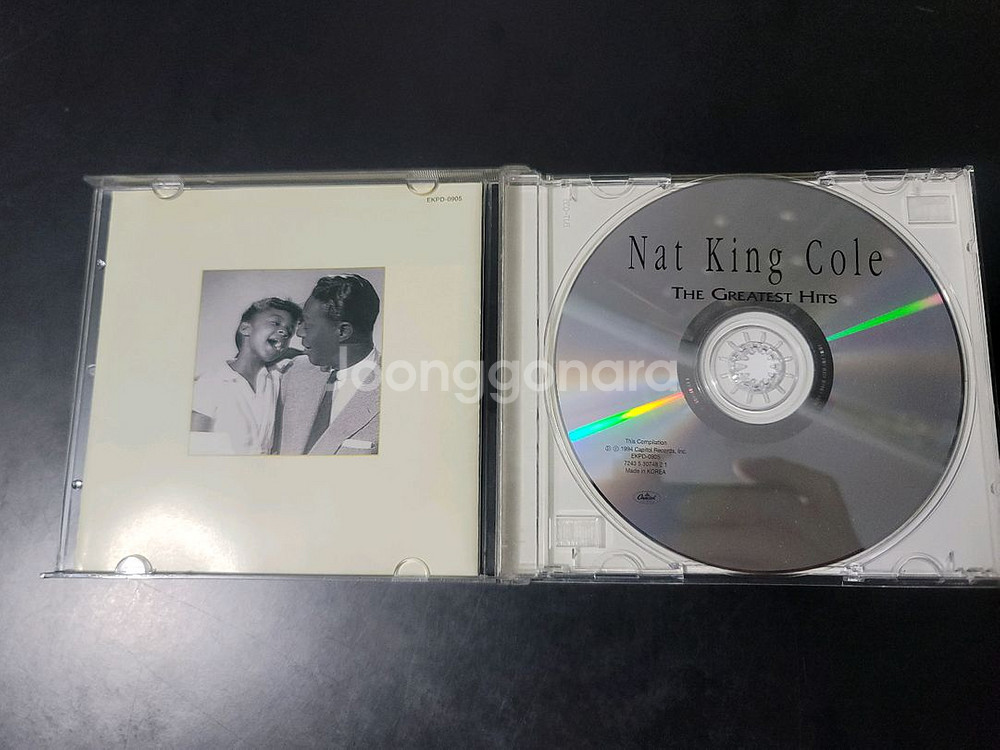 EKPD-0905
Joonggonara
Nat King Cole
THE GREATEST HITS
This Compilation
Ⓟ © 1994 Capitol Records, Inc.
EKPD-0905
Made in KOREA
Capitol